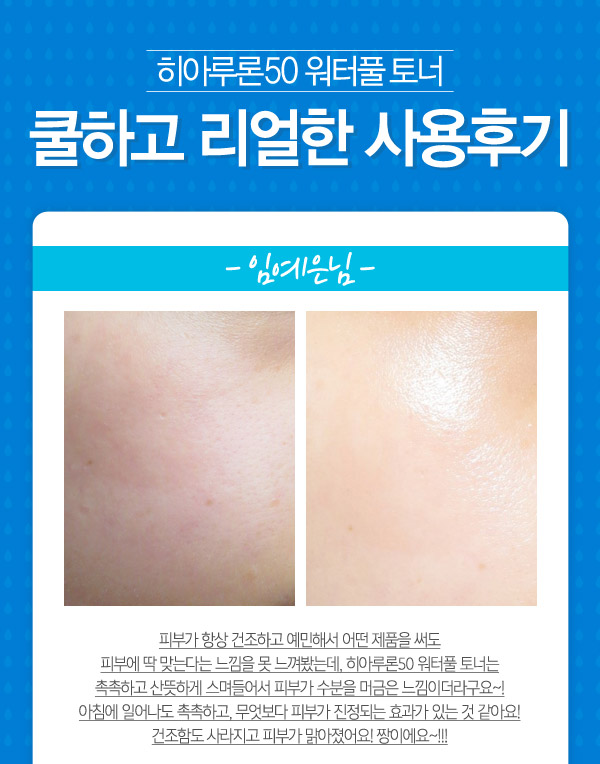 히아루론50 워터풀 토너
쿨하고 리얼한 사용후기
- 임예은님 -
피부가 항상 건조하고 예민해서 어떤 제품을 써도
피부에 딱 맞는다는 느낌을 못 느껴봤는데, 히아루론50 워터풀 토너는
촉촉하고 산뜻하게 스며들어서 피부가 수분을 머금은 느낌이더라구요~!
아침에 일어나도 촉촉하고, 무엇보다 피부가 진정되는 효과가 있는 것 같아요!
건조함도 사라지고 피부가 맑아졌어요! 짱이에요~!!!